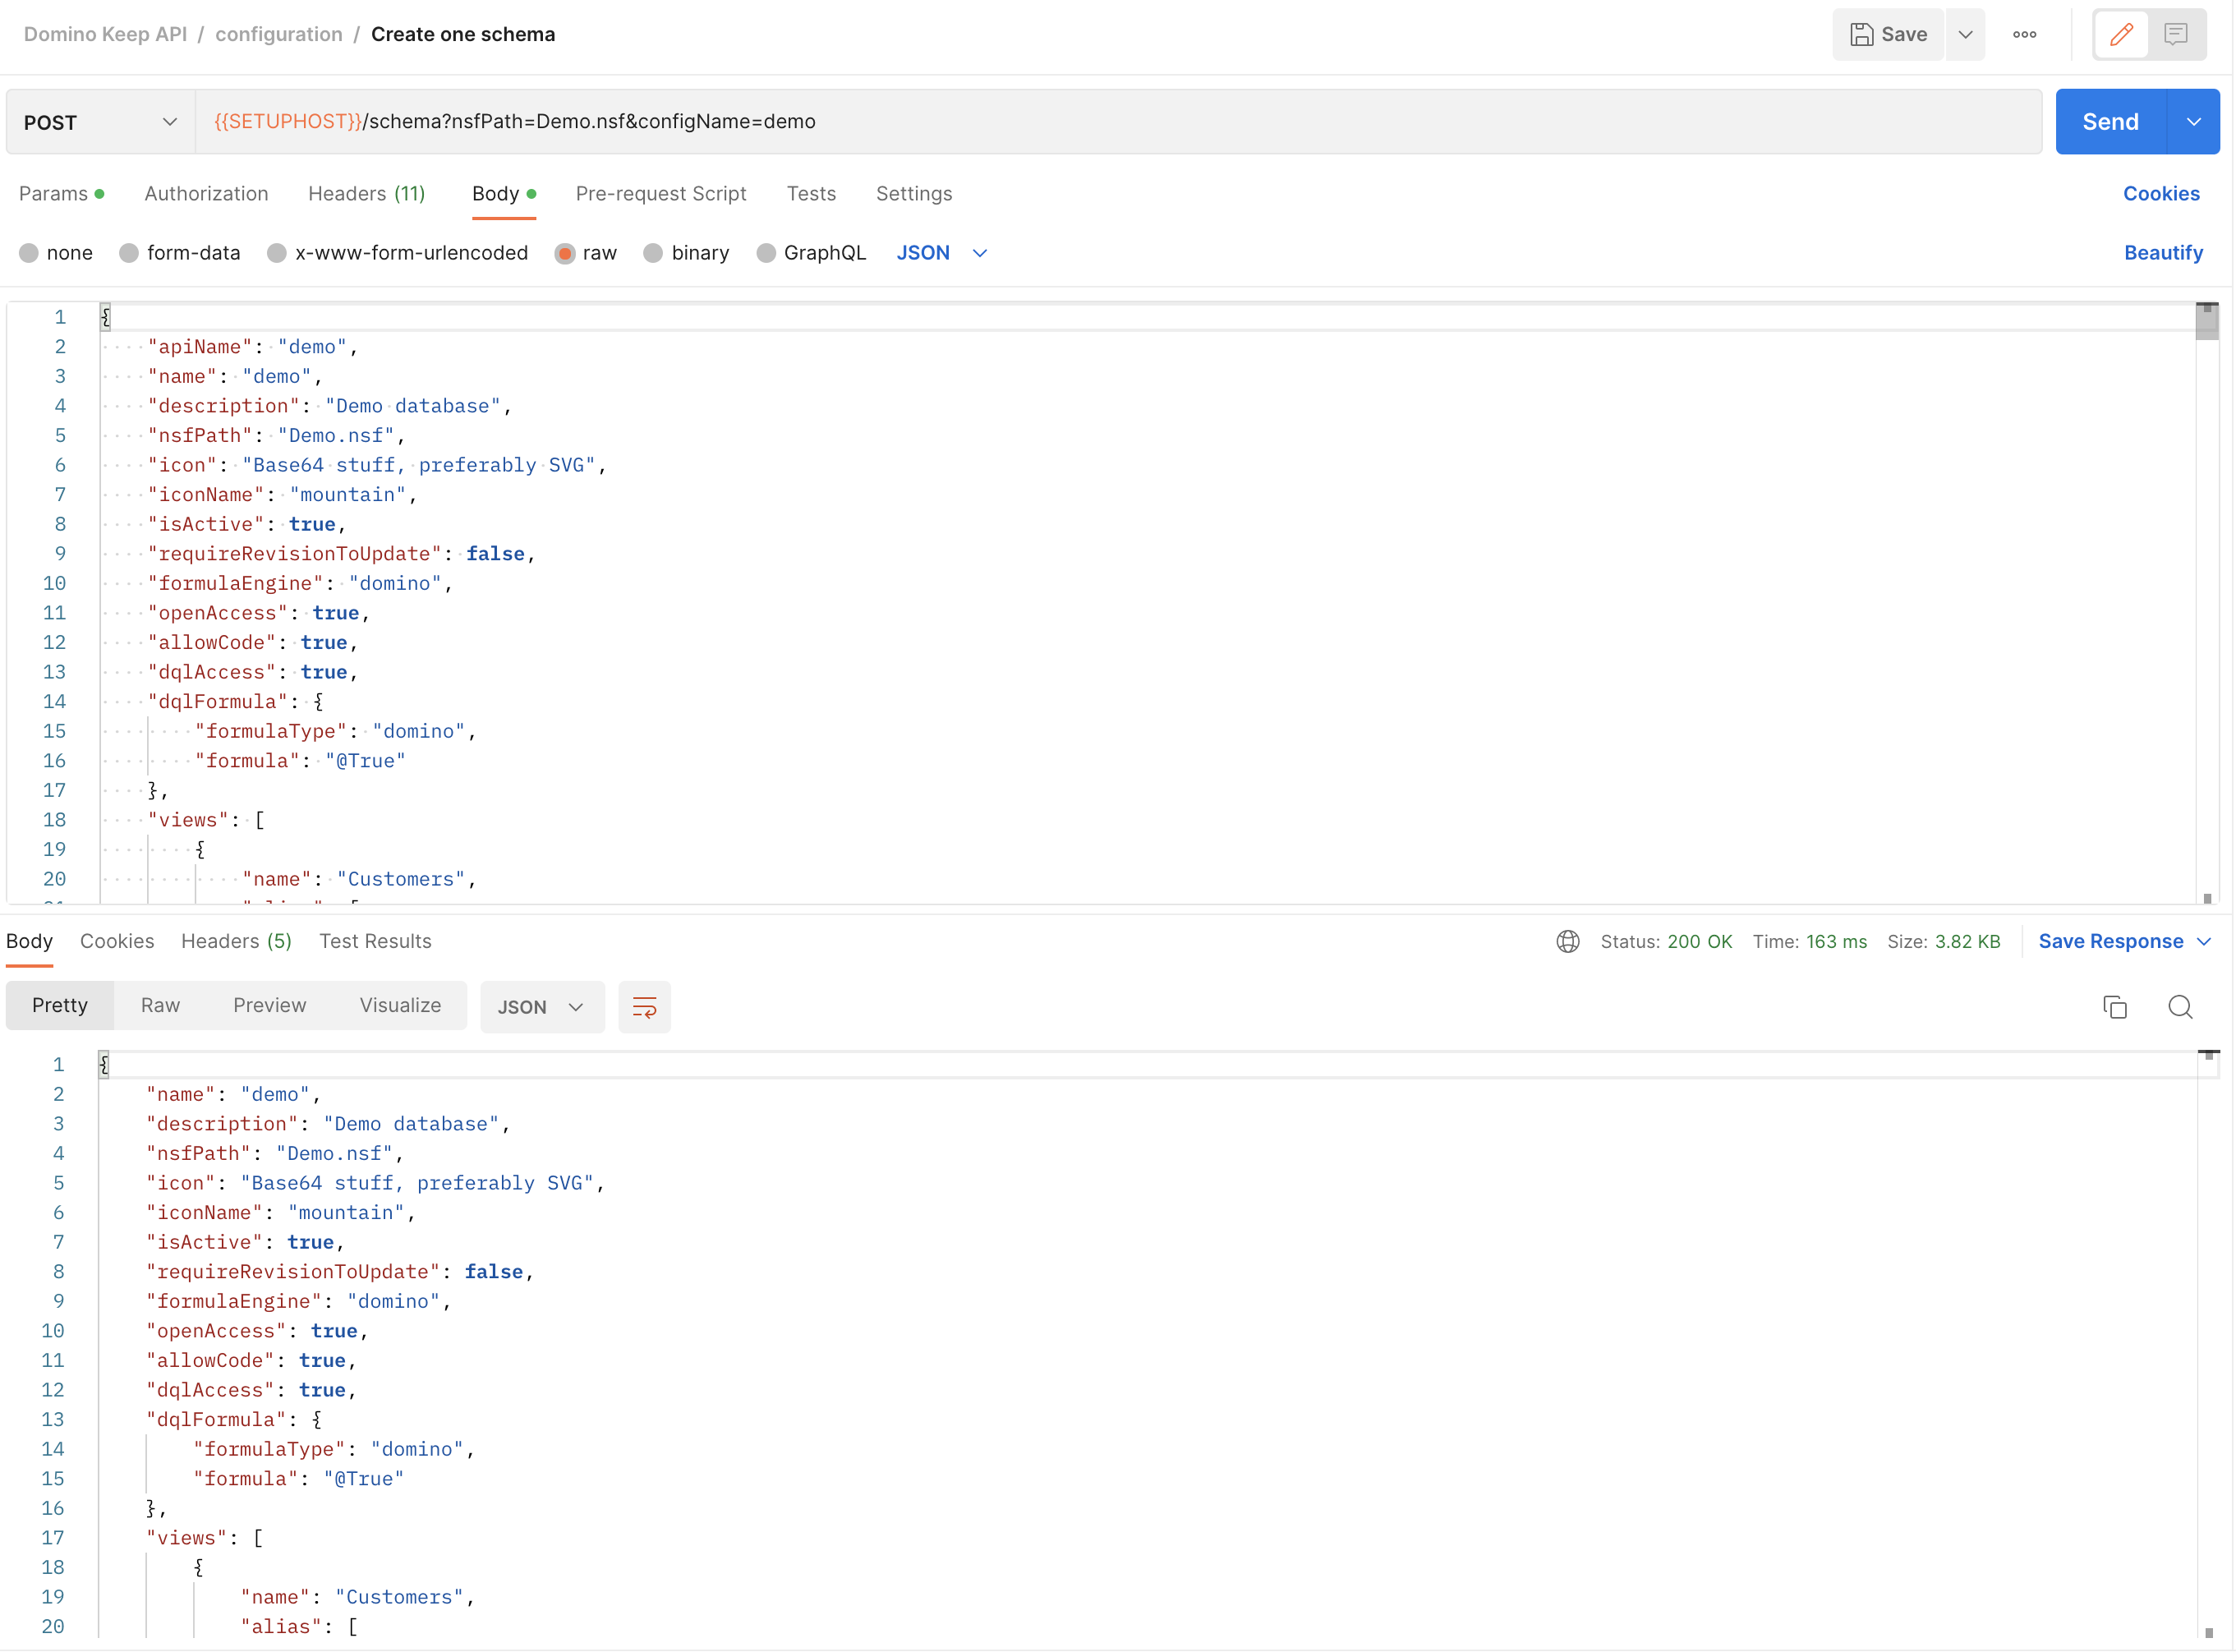 Domino Keep API / configuration / Create one schema
Save
POST
{{SETUPHOST}}/schema?nsfPath=Demo.nsf&configName=demo
Send
Params Authorization Headers (11) Body Pre-request Script Tests Settings Cookies
none form-data x-www-form-urlencoded raw binary GraphQL JSON Beautify
1 {
2 "apiName": "demo",
3 "name": "demo",
4 "description": "Demo database",
5 "nsfPath": "Demo.nsf",
6 "icon": "Base64 stuff, preferably SVG",
7 "iconName": "mountain",
8 "isActive": true,
9 "requireRevisionToUpdate": false,
10 "formulaEngine": "domino",
11 "openAccess": true,
12 "allowCode": true,
13 "dqlAccess": true,
14 "dqlFormula": {
15 "formulaType": "domino",
16 "formula": "@True"
17 },
18 "views": [
19 {
20 "name": "Customers",
Body Cookies Headers (5) Test Results Status: 200 OK Time: 163 ms Size: 3.82 KB Save Response
Pretty Raw Preview Visualize JSON
1 {
2 "name": "demo",
3 "description": "Demo database",
4 "nsfPath": "Demo.nsf",
5 "icon": "Base64 stuff, preferably SVG",
6 "iconName": "mountain",
7 "isActive": true,
8 "requireRevisionToUpdate": false,
9 "formulaEngine": "domino",
10 "openAccess": true,
11 "allowCode": true,
12 "dqlAccess": true,
13 "dqlFormula": {
14 "formulaType": "domino",
15 "formula": "@True"
16 },
17 "views": [
18 {
19 "name": "Customers",
20 "alias": [